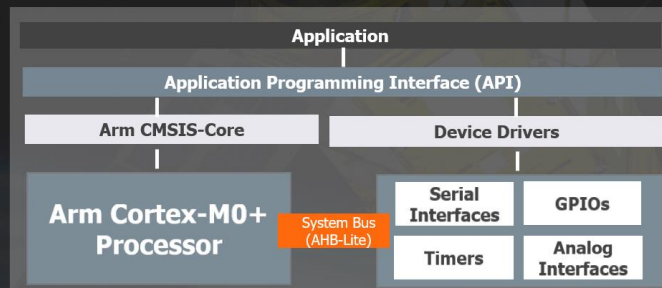 Application
Application Programming Interface (API)
Arm CMSIS-Core
Device Drivers
Arm Cortex-M0+
Processor
System Bus
(AHB-Lite)
Serial
Interfaces
GPIOs
Timers
Analog
Interfaces